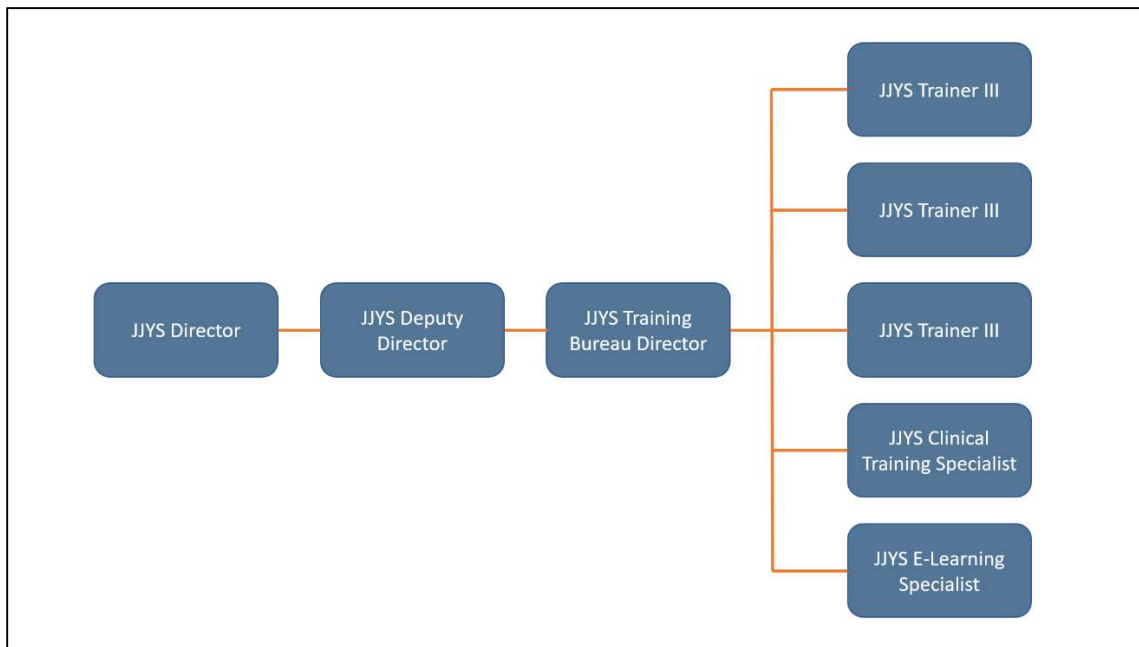 JJYS Director
JJYS Deputy
Director
JJYS Training
Bureau Director
JJYS Trainer III
JJYS Trainer III
JJYS Trainer III
JJYS Clinical
Training Specialist
JJYS E-Learning
Specialist